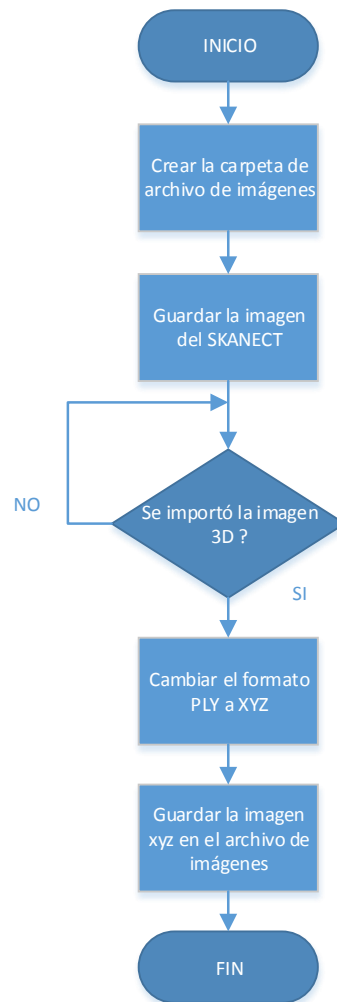 INICIO
Crear la carpeta de
archivo de imágenes
Guardar la imagen
del SKANECT
NO
Se importó la imagen
3D ?
SI
Cambiar el formato
PLY a XYZ
Guardar la imagen
xyz en el archivo de
imágenes
FIN